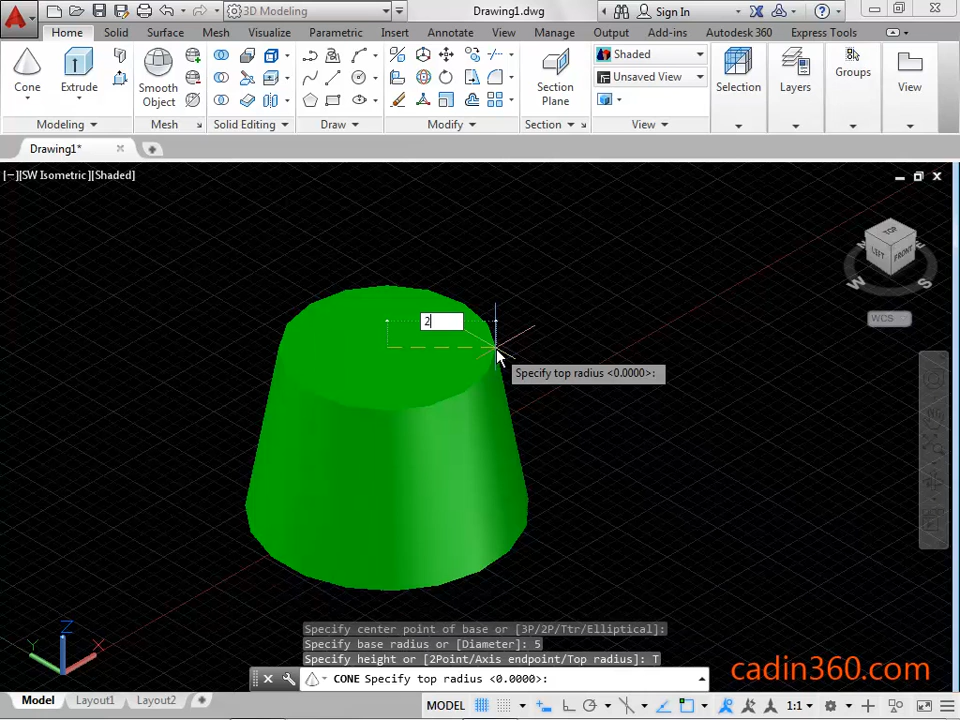 3D Modeling
Drawing1.dwg
Sign In
Home Solid Surface Mesh Visualize Parametric Insert Annotate View Manage Output Add-ins Autodesk 360 Express Tools
Cone
Extrude
Smooth
Object
Section
Plane
Shaded
Unsaved View
Selection
Layers
Groups
View
Modeling
Mesh
Solid Editing
Draw
Modify
Section
View
Drawing1*
[−][SW Isometric][Shaded]
TOP
LEFT
FRONT
N
E
W
S
WCS
2
Specify top radius <0.0000>:
Z
Y
X
Specify center point of base or [3P/2P/Ttr/Elliptical]:
Specify base radius or [Diameter]: 5
Specify height or [2Point/Axis endpoint/Top radius]: T
CONE Specify top radius <0.0000>:
cadin360.com
Model Layout1 Layout2
MODEL
1:1